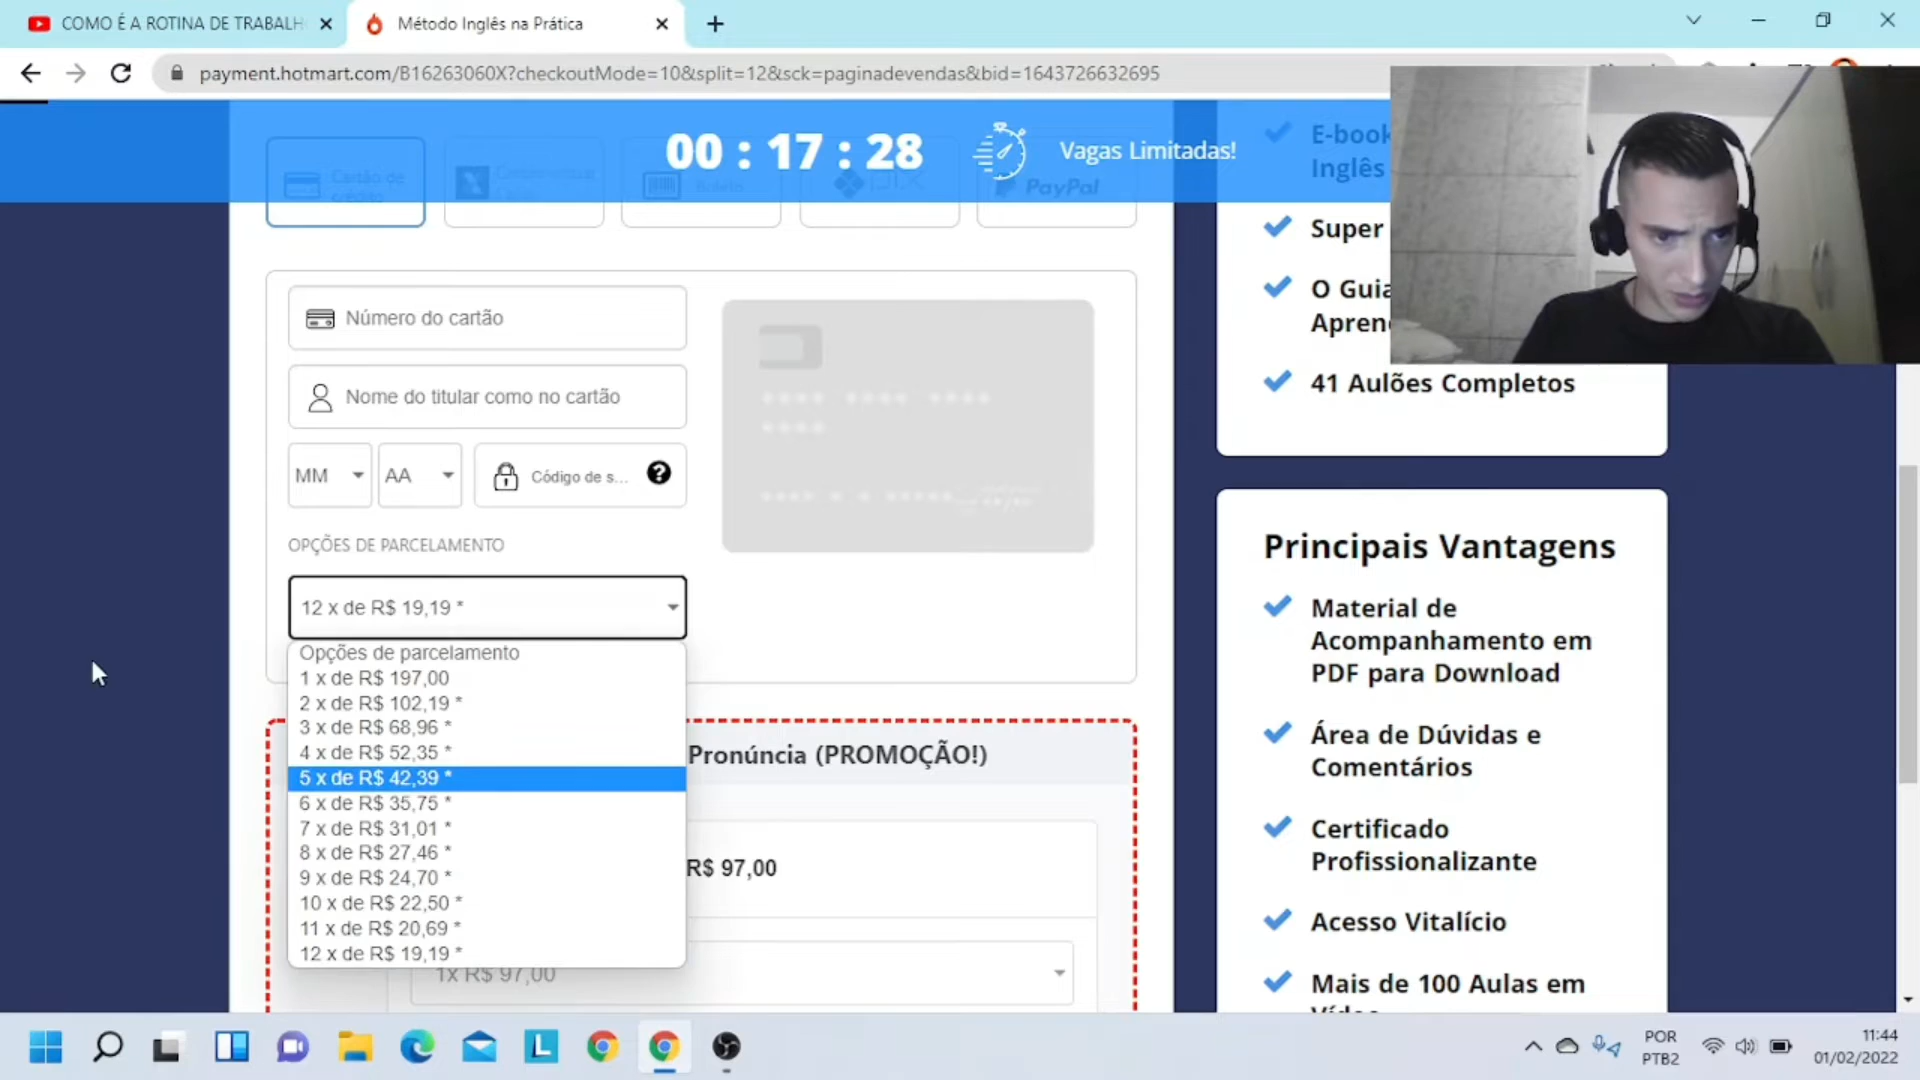 COMO É A ROTINA DE TRABALH
Método Inglês na Prática
payment.hotmart.com/B16263060X?checkoutMode=10&split=12&sck=paginadevendas&bid=1643726632695
00 : 17 : 28
Vagas Limitadas!
Cartão de
PayPal
Número do cartão
Nome do titular como no cartão
MM
AA
Código de s...
OPÇÕES DE PARCELAMENTO
12 x de R$ 19,19 *
Opções de parcelamento
1 x de R$ 197,00
2 x de R$ 102,19 *
3 x de R$ 68,96 *
4 x de R$ 52,35 *
5 x de R$ 42,39 *
6 x de R$ 35,75 *
7 x de R$ 31,01 *
8 x de R$ 27,46 *
9 x de R$ 24,70 *
10 x de R$ 22,50 *
11 x de R$ 20,69 *
12 x de R$ 19,19 *
Pronúncia (PROMOÇÃO!)
R$ 97,00
1x R$ 97,00
E-book
Inglês
Super
O Guia
Apren
41 Aulões Completos
Principais Vantagens
Material de
Acompanhamento em
PDF para Download
Área de Dúvidas e
Comentários
Certificado
Profissionalizante
Acesso Vitalício
Mais de 100 Aulas em
POR
PTB2
11:44
01/02/2022